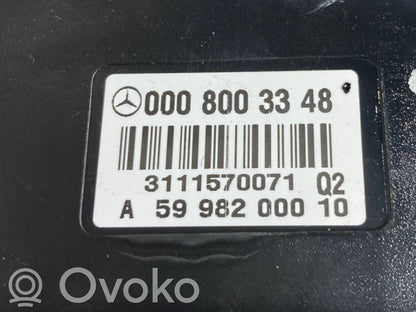 000 800 33 48
3111570071 Q2
A 59 982 000 10
OVOKO